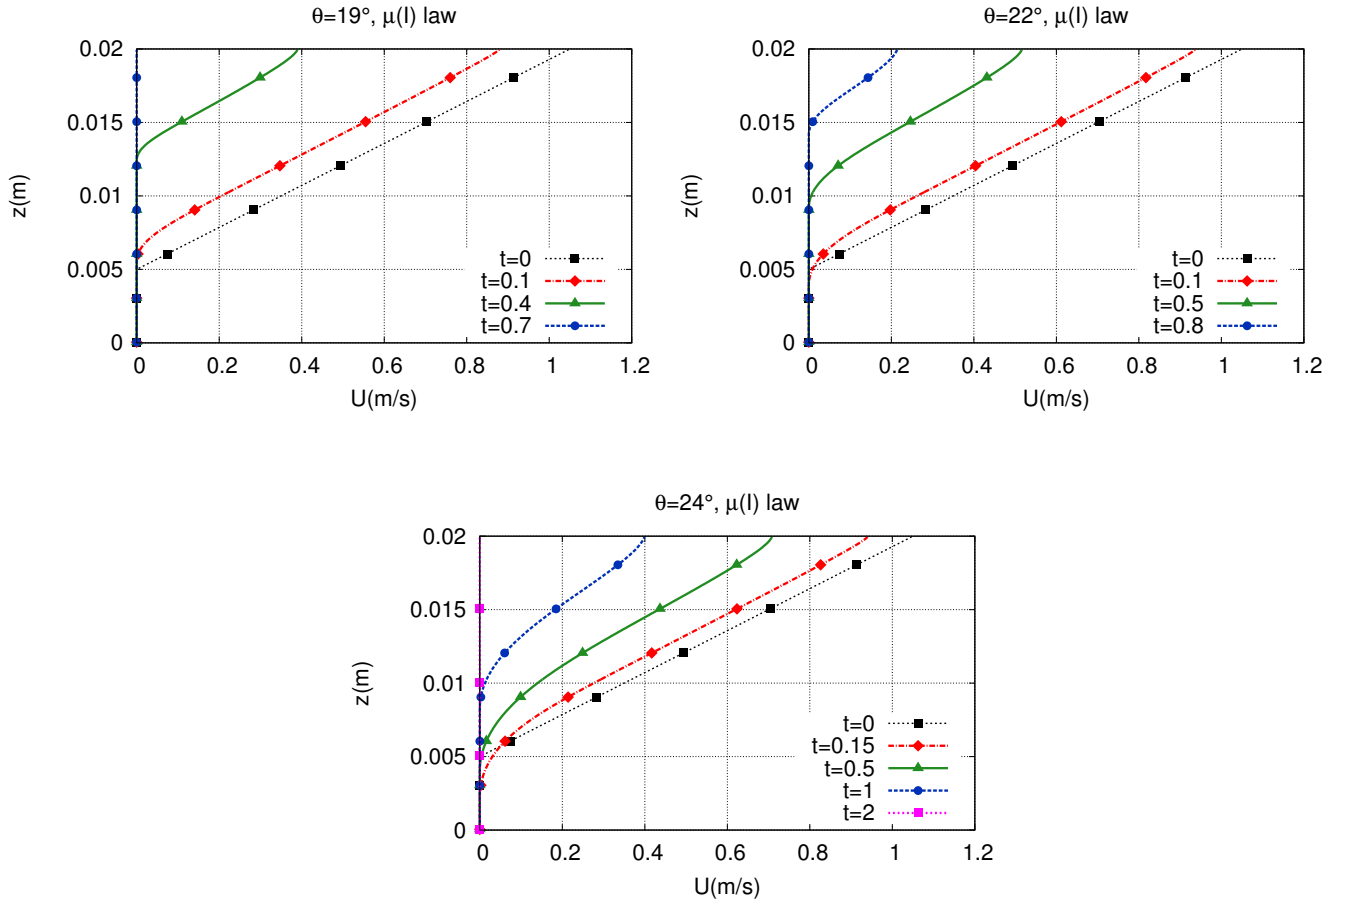 θ=19°, μ(I) law
0.02
0.015
0.01
0.005
0
z(m)
0 0.2 0.4 0.6 0.8 1 1.2
U(m/s)
t=0
t=0.1
t=0.4
t=0.7
θ=22°, μ(I) law
0.02
0.015
0.01
0.005
0
z(m)
0 0.2 0.4 0.6 0.8 1 1.2
U(m/s)
t=0
t=0.1
t=0.5
t=0.8
θ=24°, μ(I) law
0.02
0.015
0.01
0.005
0
z(m)
0 0.2 0.4 0.6 0.8 1 1.2
U(m/s)
t=0
t=0.15
t=0.5
t=1
t=2